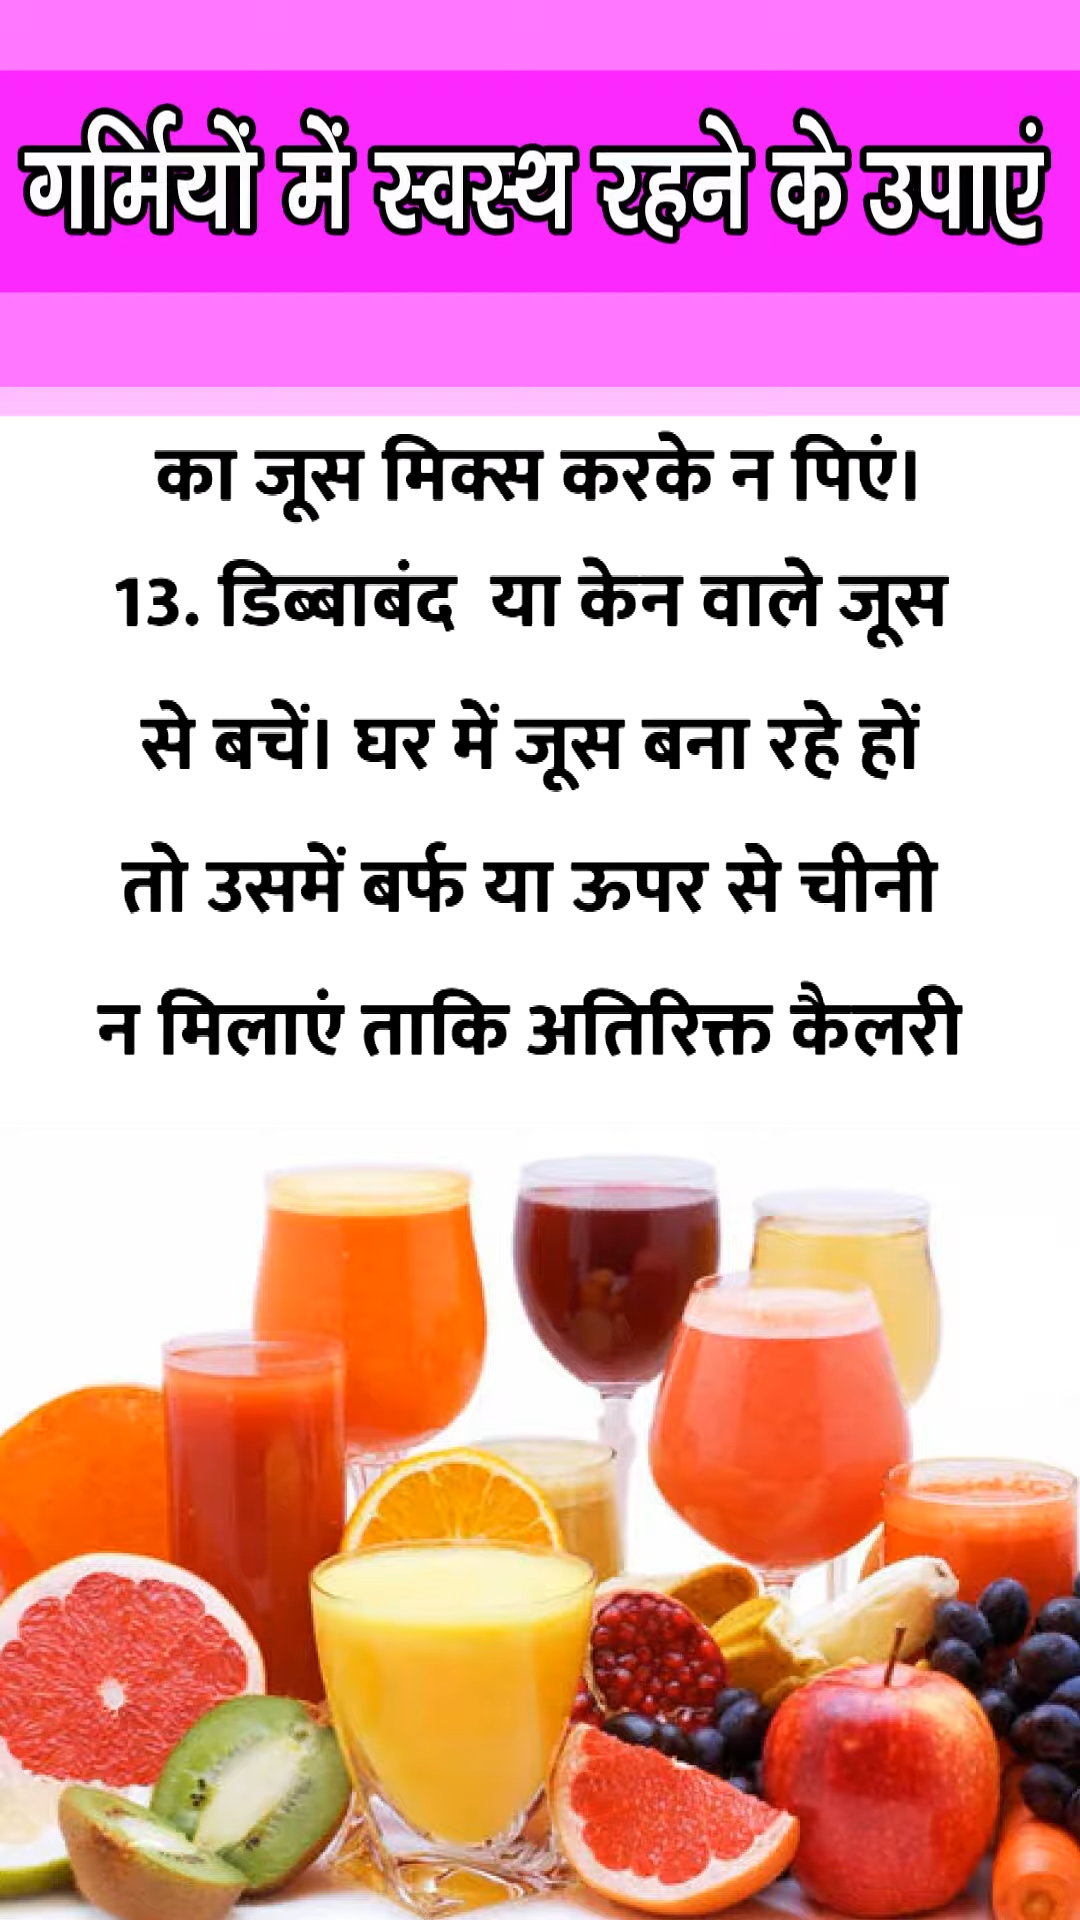 गर्मियों में स्वस्थ रहने के उपाएं
का जूस मिक्स करके न पिएं।
13. डिब्बाबंद या केन वाले जूस
से बचें। घर में जूस बना रहे हों
तो उसमें बर्फ या ऊपर से चीनी
न मिलाएं ताकि अतिरिक्त कैलरी